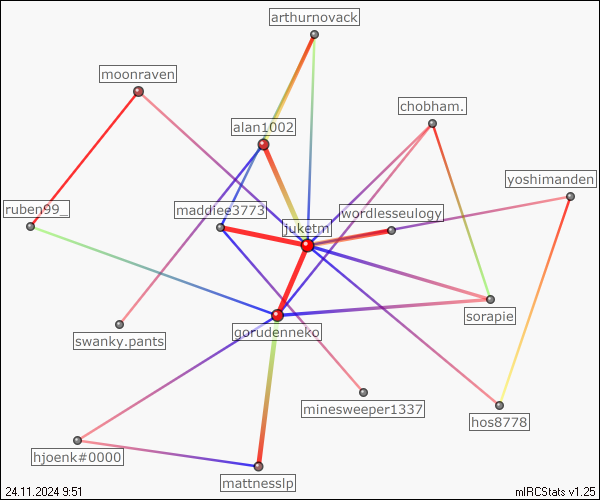 arthurnovack
moonraven
chobham.
alan1002
yoshimanden
ruben99_
maddiee3773
wordlesseulogy
juketm
sorapie
gorudenneko
swanky.pants
minesweeper1337
hos8778
hjoenk#0000
mattnesslp
24.11.2024 9:51
mIRCStats v1.25